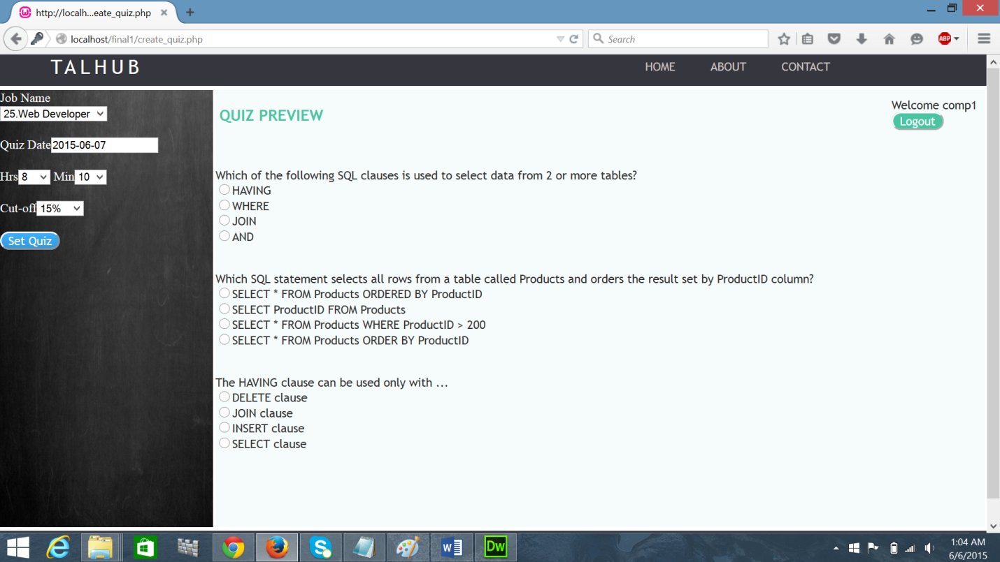 http://localh...eate_quiz.php
localhost/final1/create_quiz.php
Search
ABP
TALHUB
HOME ABOUT CONTACT
Job Name
25.Web Developer
Quiz Date 2015-06-07
Hrs 8 Min 10
Cut-off 15%
Set Quiz
QUIZ PREVIEW
Welcome comp1
Logout
Which of the following SQL clauses is used to select data from 2 or more tables?
HAVING
WHERE
JOIN
AND
Which SQL statement selects all rows from a table called Products and orders the result set by ProductID column?
SELECT * FROM Products ORDERED BY ProductID
SELECT ProductID FROM Products
SELECT * FROM Products WHERE ProductID > 200
SELECT * FROM Products ORDER BY ProductID
The HAVING clause can be used only with ...
DELETE clause
JOIN clause
INSERT clause
SELECT clause
Dw
1:04 AM
6/6/2015